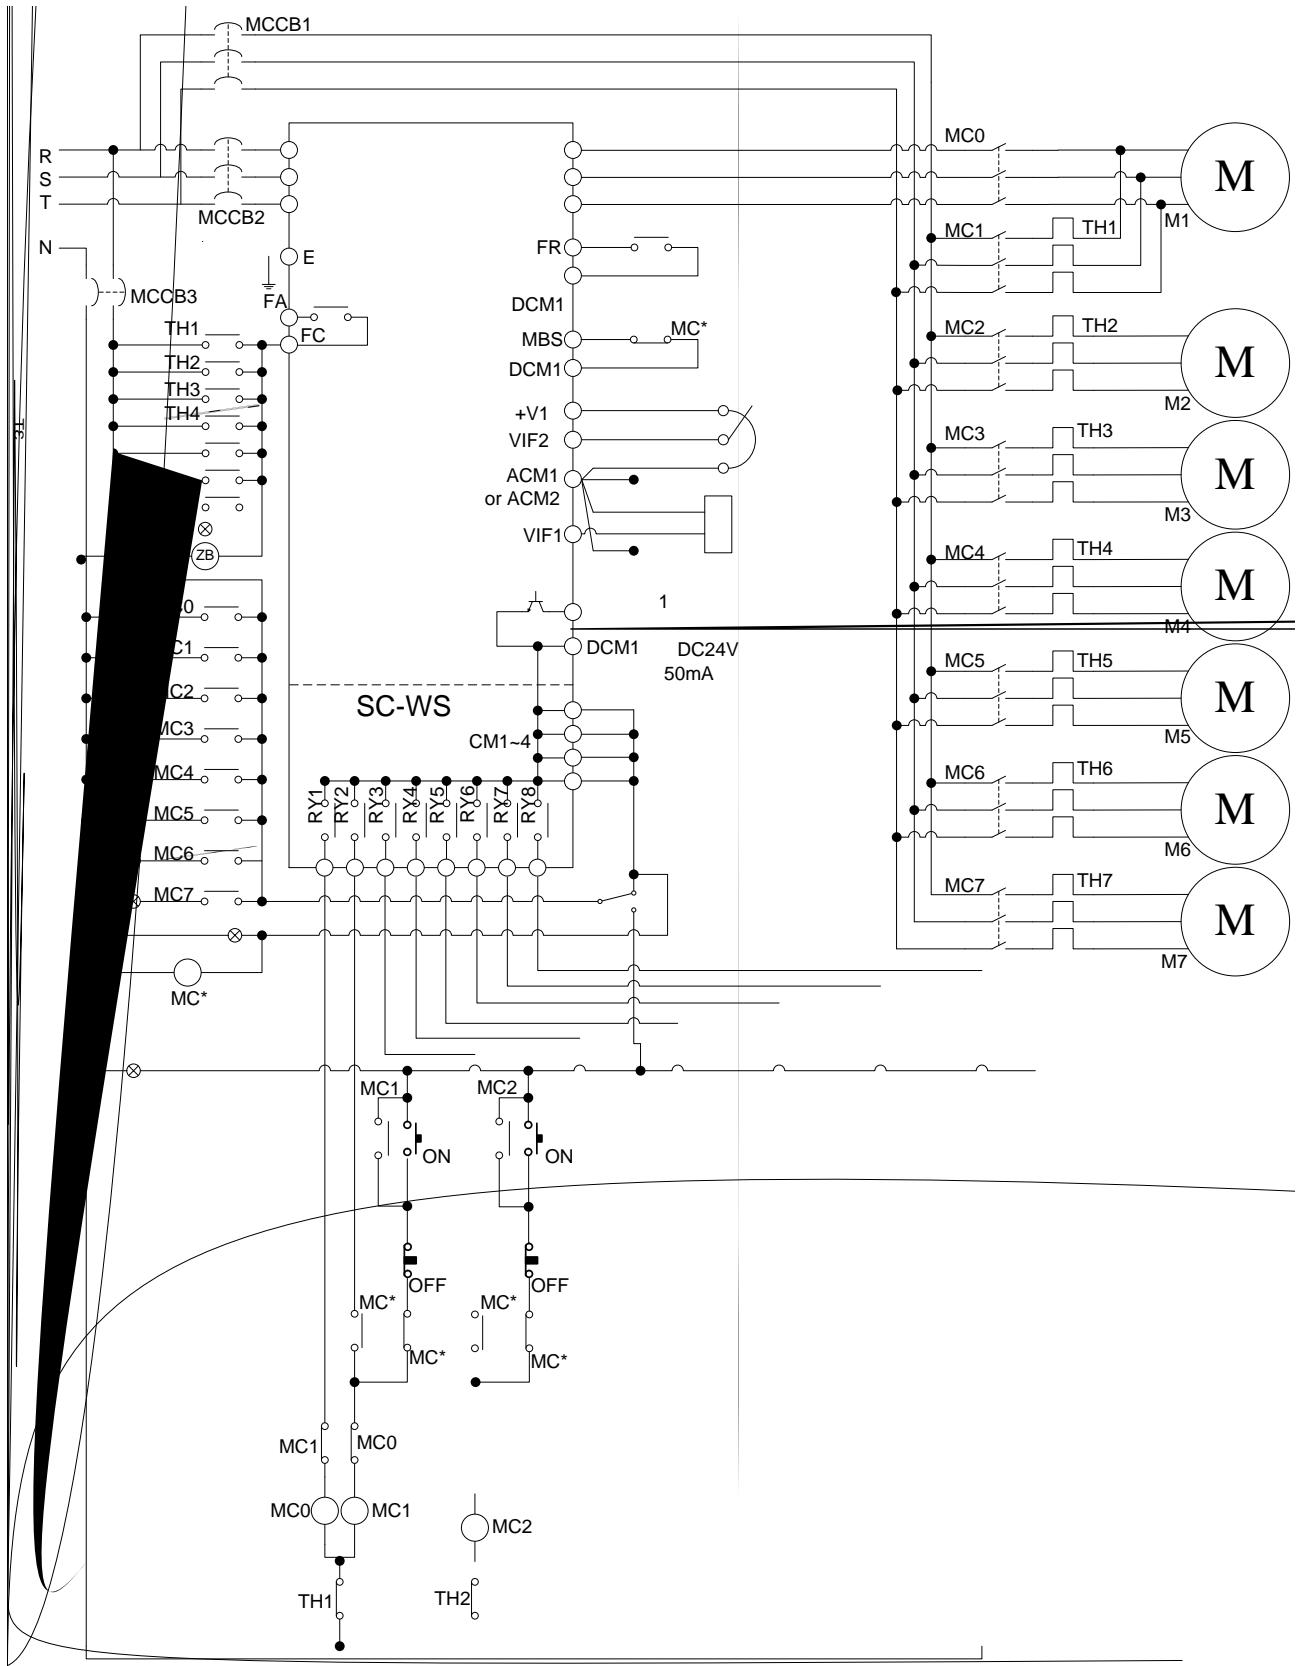 MCCB1
R
S
T
N
MCCB2
MCCB3
E
FA
FC
TH1
TH2
TH3
TH4
ZB
FR
DCM1
MBS
MC*
DCM1
+V1
VIF2
ACM1
or ACM2
VIF1
1
DCM1
DC24V
50mA
SC-WS
CM1~4
RY1
RY2
RY3
RY4
RY5
RY6
RY7
RY8
MC2
MC3
MC4
MC5
MC6
MC7
MC*
MC0
M
M1
MC1
TH1
MC2
TH2
M
M2
MC3
TH3
M
M3
MC4
TH4
M
M4
MC5
TH5
M
M5
MC6
TH6
M
M6
MC7
TH7
M
M7
MC1
MC2
ON
ON
OFF
OFF
MC*
MC*
MC*
MC*
MC1
MC0
MC0
MC1
MC2
TH1
TH2